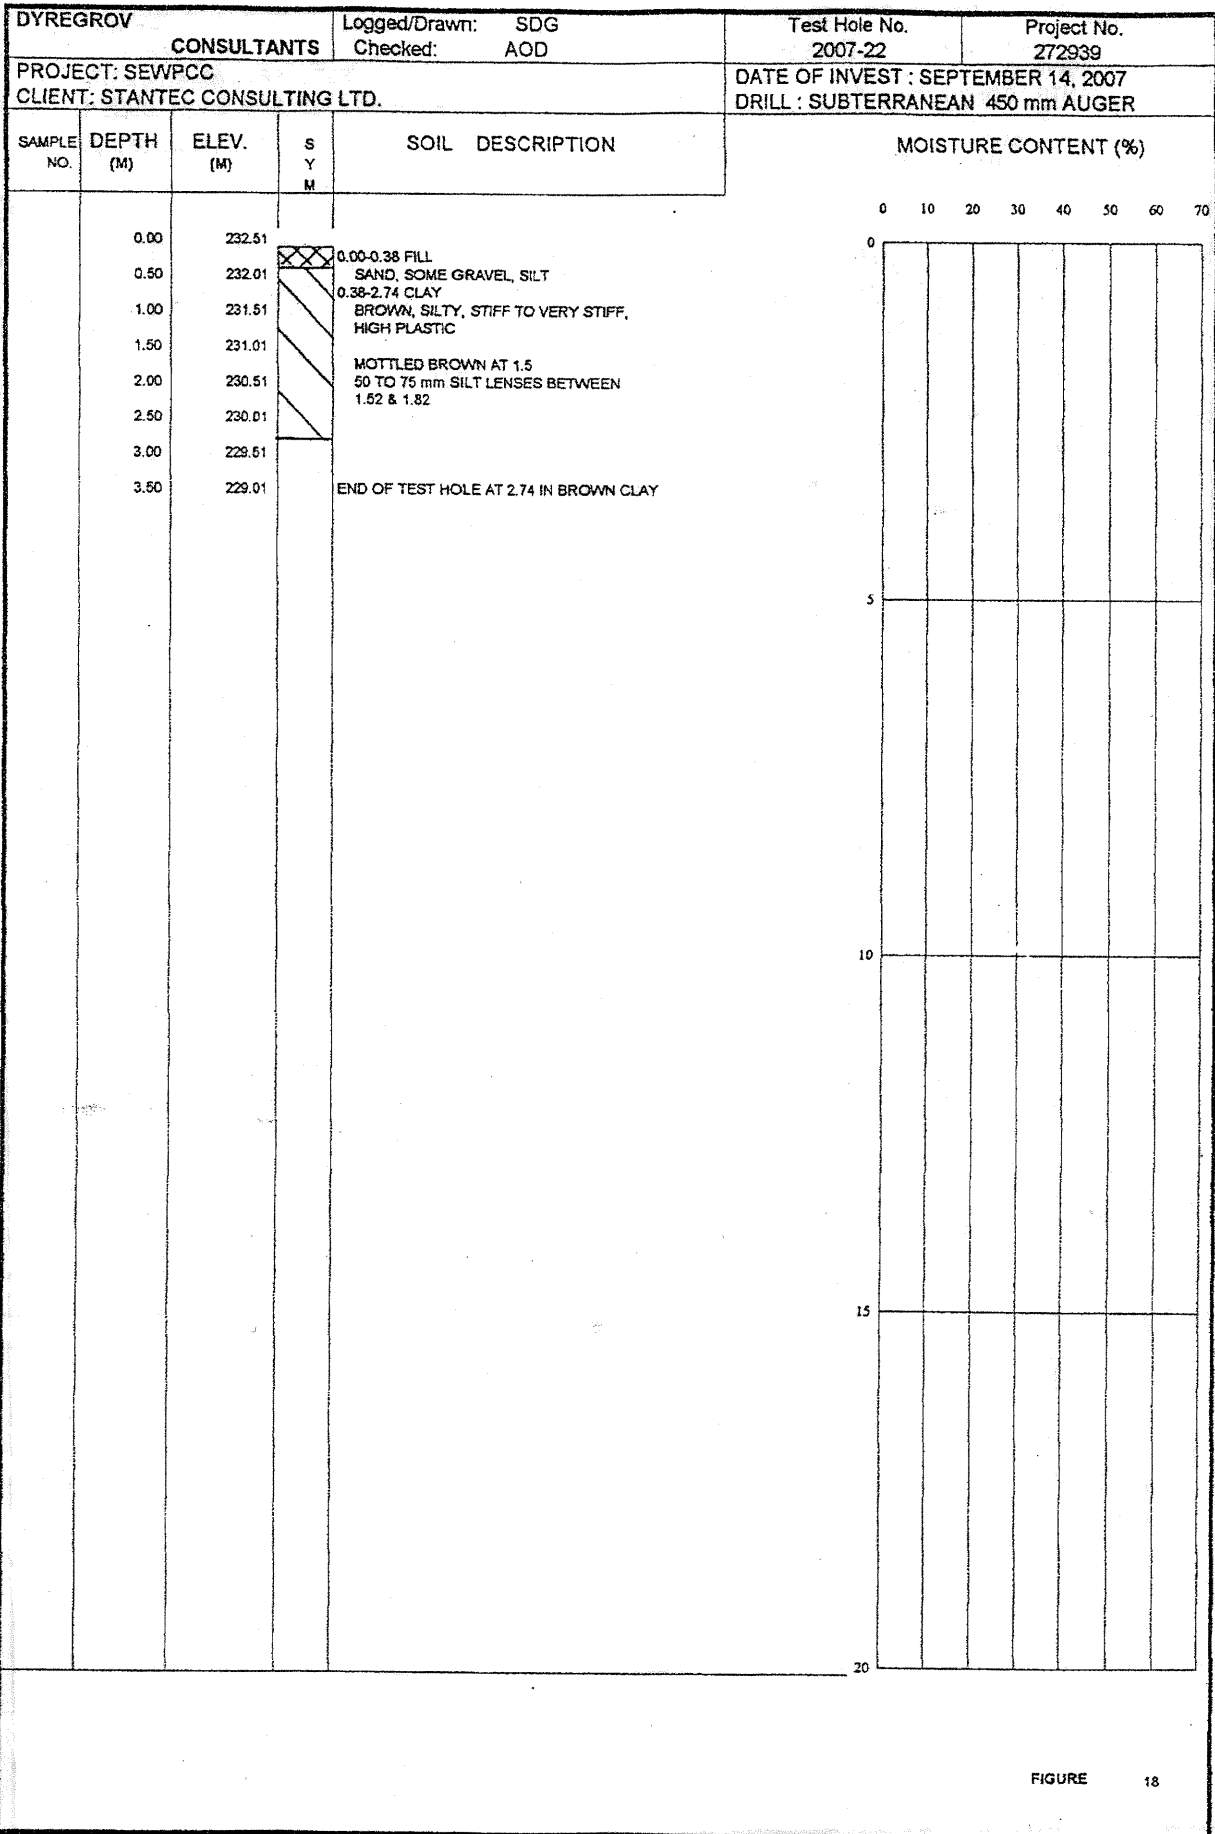 DYREGROV
CONSULTANTS
Logged/Drawn: SDG
Checked: AOD
Test Hole No.
2007-22
Project No.
272939
PROJECT: SEWPCC
CLIENT: STANTEC CONSULTING LTD.
DATE OF INVEST : SEPTEMBER 14, 2007
DRILL : SUBTERRANEAN 450 mm AUGER
SAMPLE NO.
DEPTH (M)
ELEV. (M)
S Y M
SOIL DESCRIPTION
MOISTURE CONTENT (%)
0 10 20 30 40 50 60 70
0.00 232.51
0.50 232.01
1.00 231.51
1.50 231.01
2.00 230.51
2.50 230.01
3.00 229.51
3.50 229.01
0.00-0.38 FILL
SAND, SOME GRAVEL, SILT
0.38-2.74 CLAY
BROWN, SILTY, STIFF TO VERY STIFF,
HIGH PLASTIC
MOTTLED BROWN AT 1.5
50 TO 75 mm SILT LENSES BETWEEN
1.52 & 1.82
END OF TEST HOLE AT 2.74 IN BROWN CLAY
0
5
10
15
20
FIGURE 18